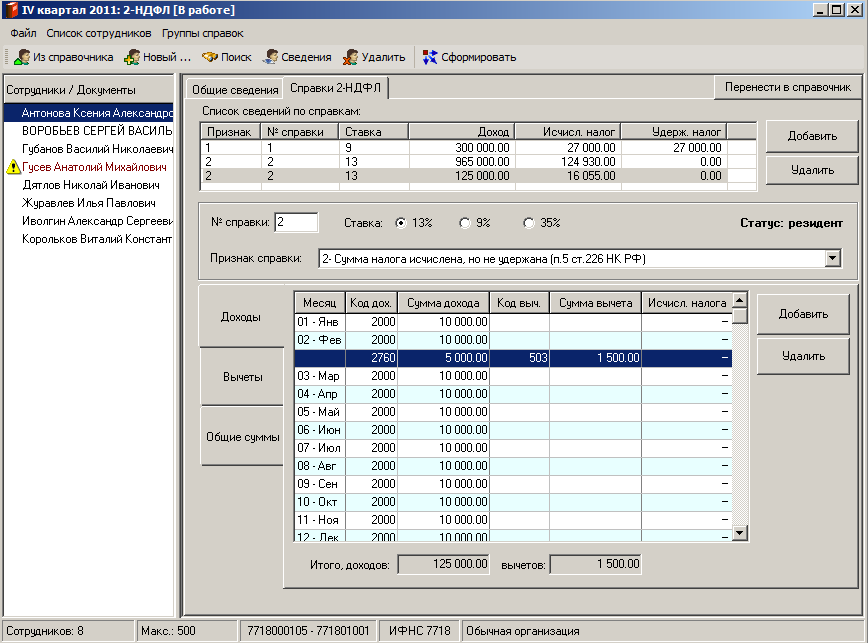 IV квартал 2011: 2-НДФЛ [В работе]
Файл Список сотрудников Группы справок
Из справочника Новый ... Поиск Сведения Удалить Сформировать
Сотрудники / Документы
Антонова Ксения Александро
ВОРОБЬЕВ СЕРГЕЙ ВАСИЛЬ
Губанов Василий Николаевич
Гусев Анатолий Михайлович
Дятлов Николай Иванович
Журавлев Илья Павлович
Иволгин Александр Сергееви
Корольков Виталий Констант
Общие сведения Справки 2-НДФЛ Перенести в справочник
Список сведений по справкам:
Признак № справки Ставка Доход Исчисл. налог Удерж. налог
1 1 9 300 000.00 27 000.00 27 000.00
2 2 13 965 000.00 124 930.00 0.00
2 2 13 125 000.00 16 055.00 0.00
Добавить
Удалить
№ справки: 2 Ставка: 13% 9% 35% Статус: резидент
Признак справки: 2- Сумма налога исчислена, но не удержана (п.5 ст.226 НК РФ)
Доходы
Вычеты
Общие суммы
Месяц Код дох. Сумма дохода Код выч. Сумма вычета Исчисл. налога
01 - Янв 2000 10 000.00 –
02 - Фев 2000 10 000.00 –
2760 5 000.00 503 1 500.00 –
03 - Мар 2000 10 000.00 –
04 - Апр 2000 10 000.00 –
05 - Май 2000 10 000.00 –
06 - Июн 2000 10 000.00 –
07 - Июл 2000 10 000.00 –
08 - Авг 2000 10 000.00 –
09 - Сен 2000 10 000.00 –
10 - Окт 2000 10 000.00 –
11 - Ноя 2000 10 000.00 –
12 - Дек 2000 10 000.00 –
Добавить
Удалить
Итого, доходов: 125 000.00 вычетов: 1 500.00
Сотрудников: 8 Макс.: 500 7718000105 - 771801001 ИФНС 7718 Обычная организация